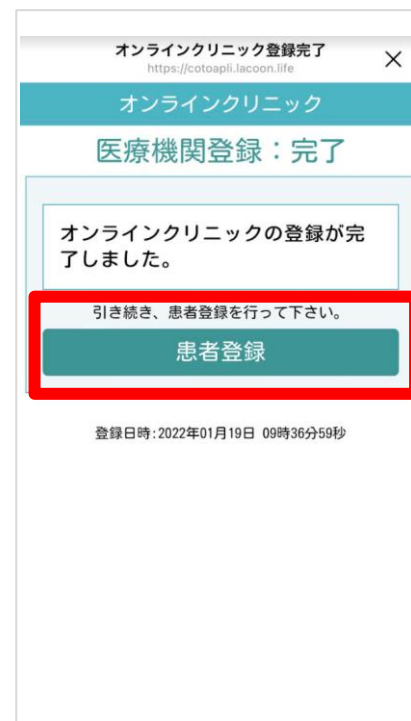 オンラインクリニック登録完了
https://cotoapli.lacoon.life
オンラインクリニック
医療機関登録：完了
オンラインクリニックの登録が完
了しました。
引き続き、患者登録を行って下さい。
患者登録
登録日時:2022年01月19日 09時36分59秒